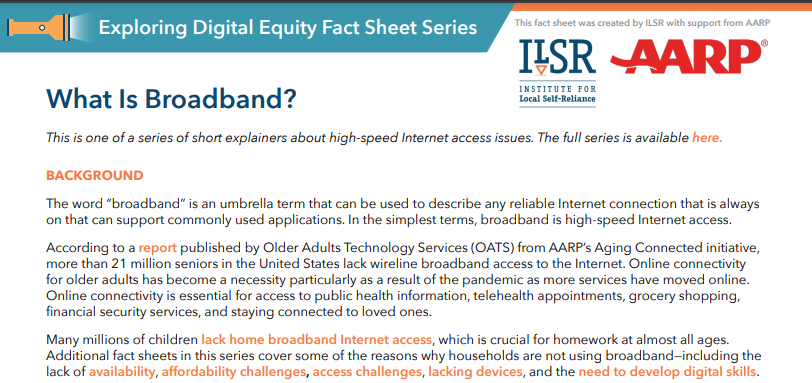 Exploring Digital Equity Fact Sheet Series
This fact sheet was created by ILSR with support from AARP
ILSR
INSTITUTE FOR
Local Self-Reliance
AARP®
What Is Broadband?
This is one of a series of short explainers about high-speed Internet access issues. The full series is available here.
BACKGROUND
The word “broadband” is an umbrella term that can be used to describe any reliable Internet connection that is always
on that can support commonly used applications. In the simplest terms, broadband is high-speed Internet access.
According to a report published by Older Adults Technology Services (OATS) from AARP’s Aging Connected initiative,
more than 21 million seniors in the United States lack wireline broadband access to the Internet. Online connectivity
for older adults has become a necessity particularly as a result of the pandemic as more services have moved online.
Online connectivity is essential for access to public health information, telehealth appointments, grocery shopping,
financial security services, and staying connected to loved ones.
Many millions of children lack home broadband Internet access, which is crucial for homework at almost all ages.
Additional fact sheets in this series cover some of the reasons why households are not using broadband—including the
lack of availability, affordability challenges, access challenges, lacking devices, and the need to develop digital skills.